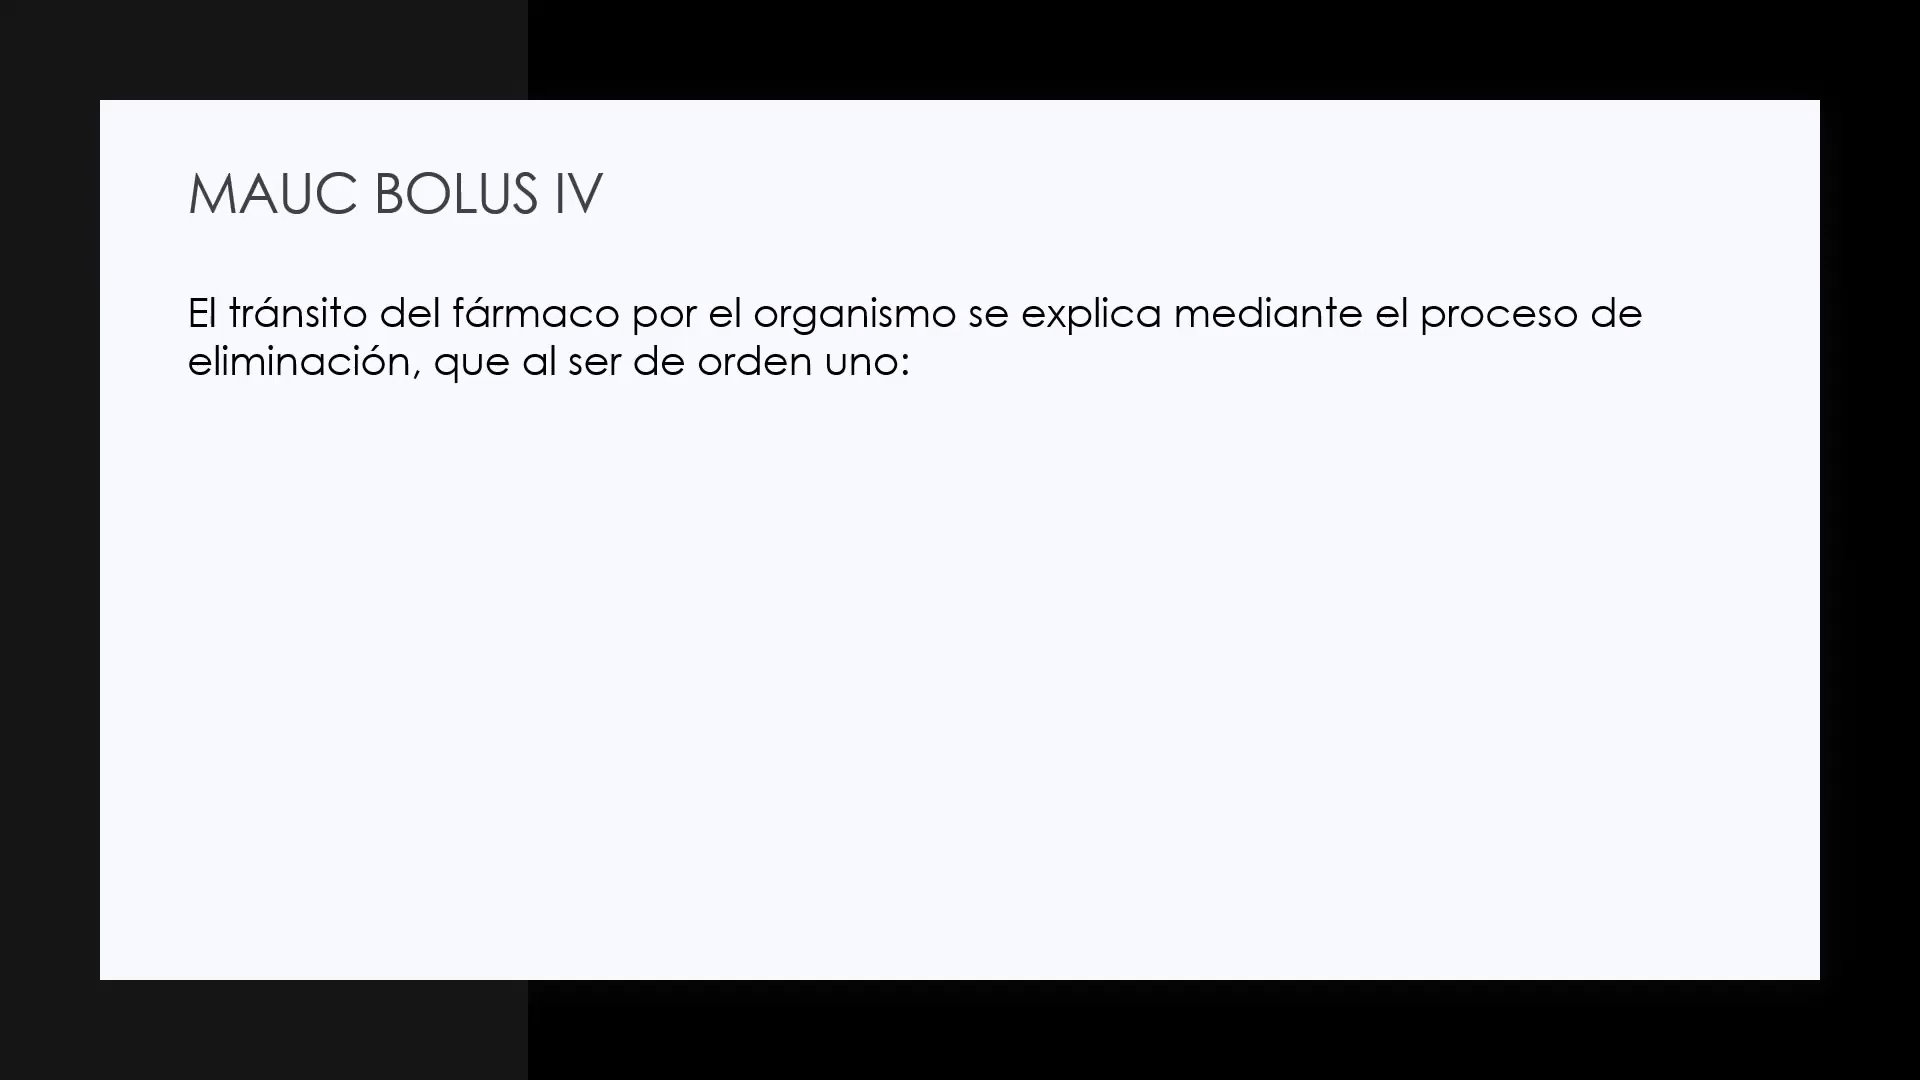 MAUC BOLUS IV
El tránsito del fármaco por el organismo se explica mediante el proceso de
eliminación, que al ser de orden uno: